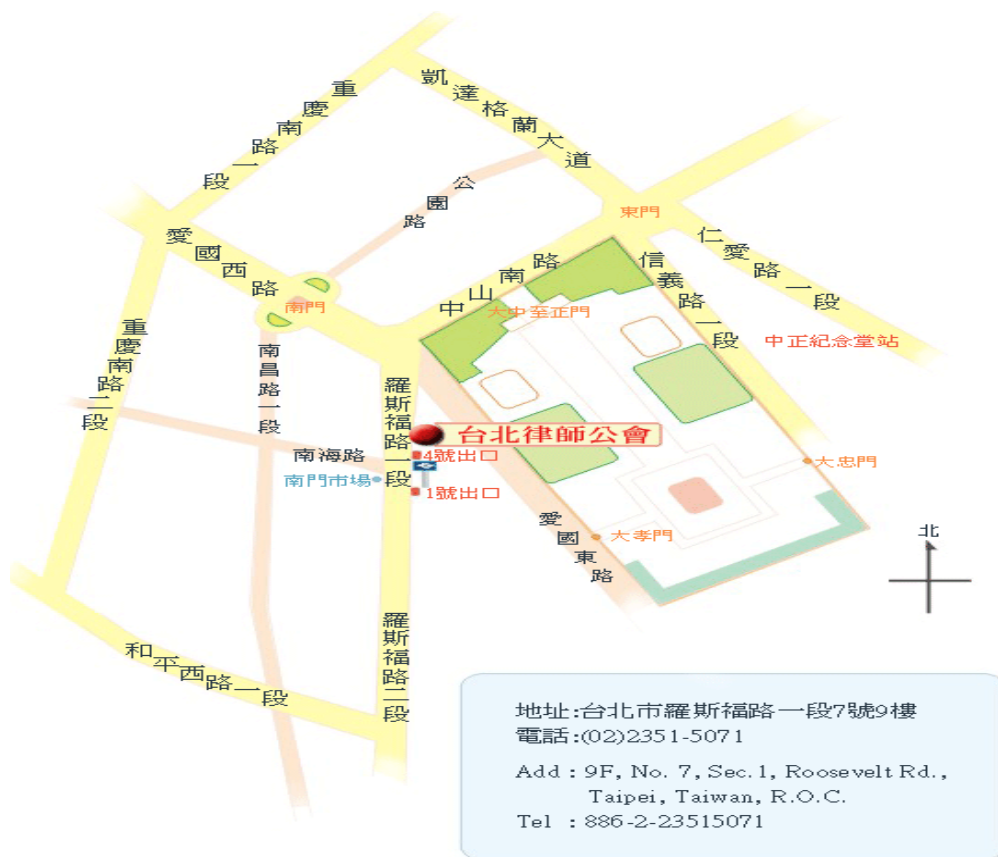 凱達格蘭大道
重慶南路一段
公園路
東門
仁愛路一段
愛國西路
中山南路
信義路一段
南門
大中至正門
中正紀念堂站
重慶南路二段
南昌路一段
羅斯福路一段
台北律師公會
南海路
4號出口
大忠門
南門市場
1號出口
愛國東路
大孝門
北
羅斯福路二段
和平西路一段
地址:台北市羅斯福路一段7號9樓
電話:(02)2351-5071
Add : 9F, No. 7, Sec.1, Roosevelt Rd.,
Taipei, Taiwan, R.O.C.
Tel : 886-2-23515071